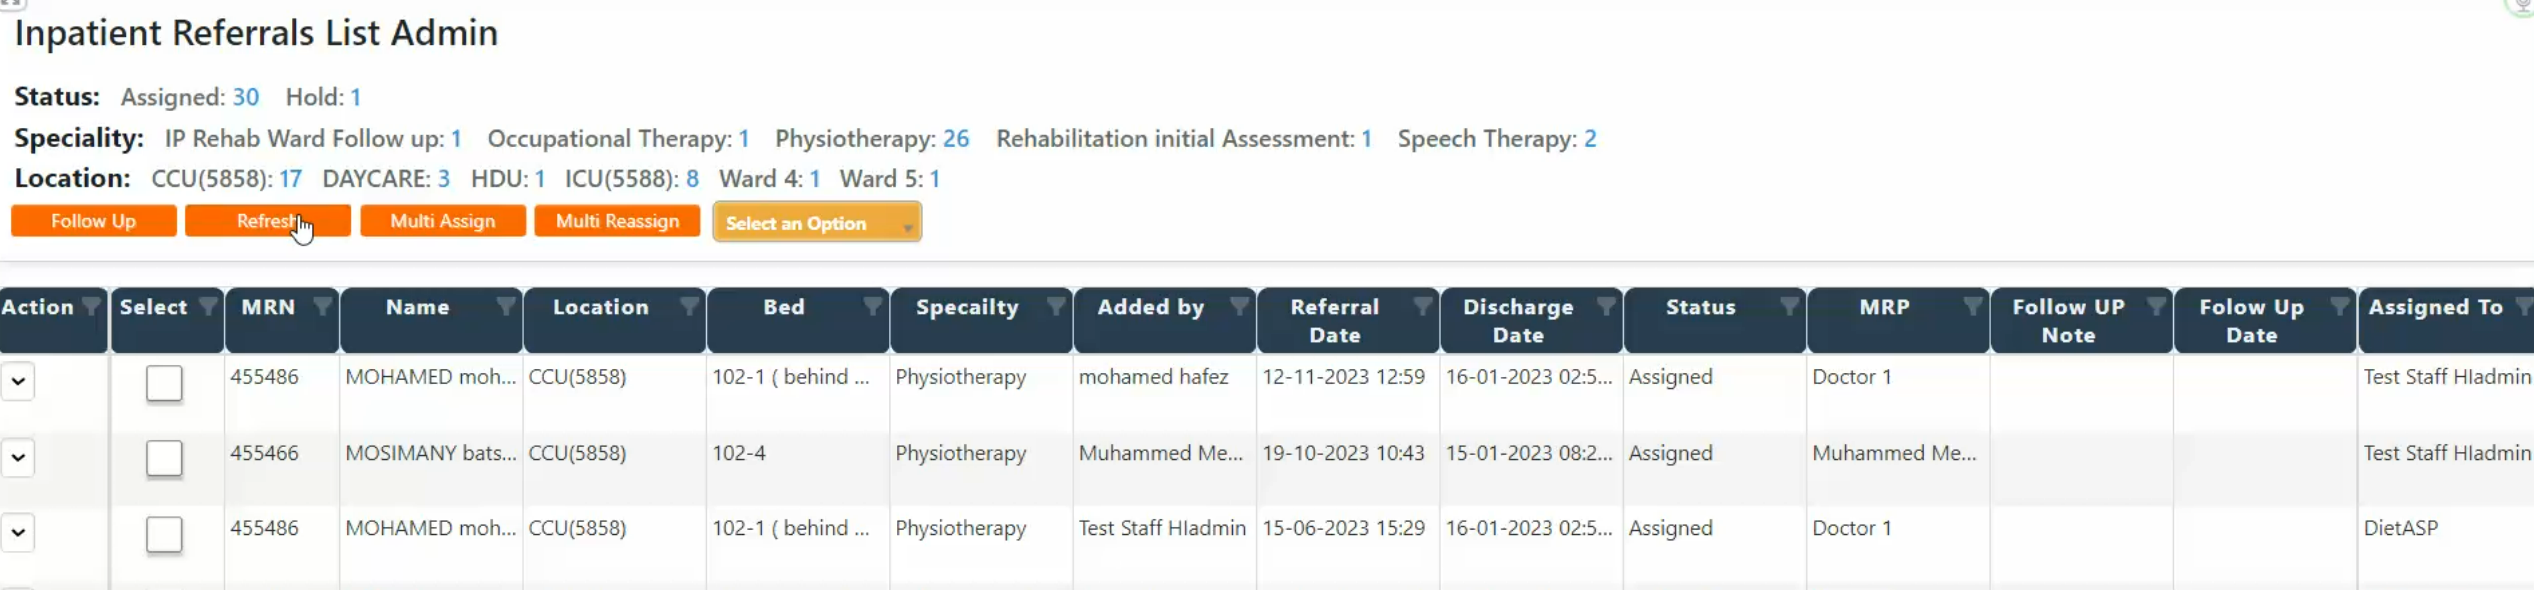 Inpatient Referrals List Admin
Status: Assigned: 30 Hold: 1
Speciality: IP Rehab Ward Follow up: 1 Occupational Therapy: 1 Physiotherapy: 26 Rehabilitation initial Assessment: 1 Speech Therapy: 2
Location: CCU(5858): 17 DAYCARE: 3 HDU: 1 ICU(5588): 8 Ward 4: 1 Ward 5: 1
Follow Up Refresh Multi Assign Multi Reassign Select an Option
Action Select MRN Name Location Bed Specailty Added by Referral Date Discharge Date Status MRP Follow UP Note Folow Up Date Assigned To
455486 MOHAMED moh... CCU(5858) 102-1 ( behind ... Physiotherapy mohamed hafez 12-11-2023 12:59 16-01-2023 02:5... Assigned Doctor 1 Test Staff HIadmin
455466 MOSIMANY bats... CCU(5858) 102-4 Physiotherapy Muhammed Me... 19-10-2023 10:43 15-01-2023 08:2... Assigned Muhammed Me... Test Staff HIadmin
455486 MOHAMED moh... CCU(5858) 102-1 ( behind ... Physiotherapy Test Staff HIadmin 15-06-2023 15:29 16-01-2023 02:5... Assigned Doctor 1 DietASP